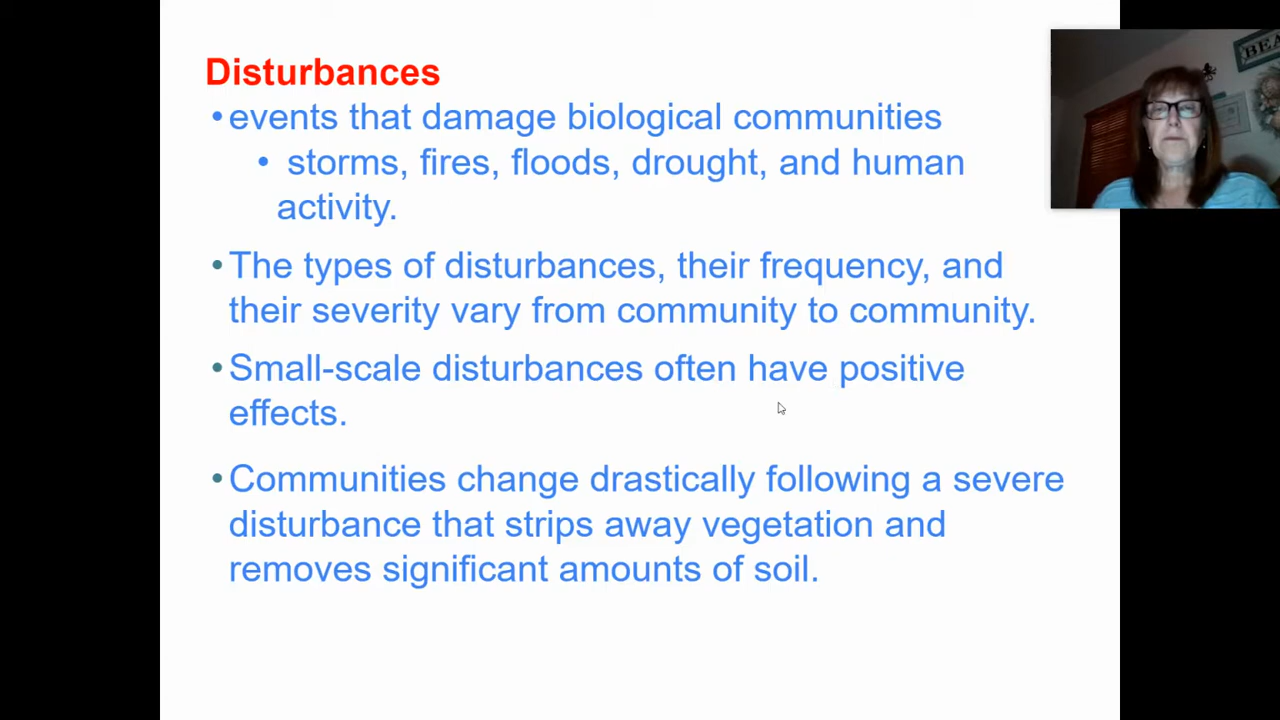 Disturbances
• events that damage biological communities
• storms, fires, floods, drought, and human
activity.
• The types of disturbances, their frequency, and
their severity vary from community to community.
• Small-scale disturbances often have positive
effects.
• Communities change drastically following a severe
disturbance that strips away vegetation and
removes significant amounts of soil.